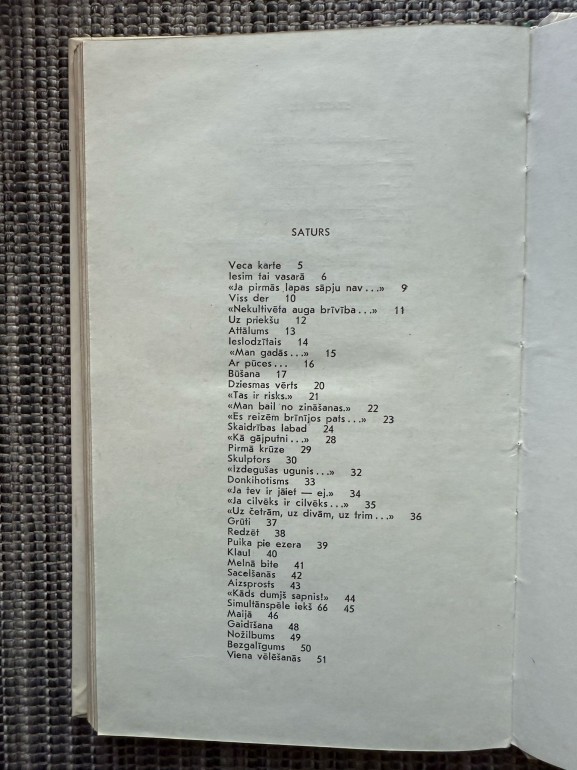 SATURS
Veca karte 5
Iesim tai vasarā 6
«Ja pirmās lapas sāpju nav...» 9
Viss der 10
«Nekultivēta auga brīvība...» 11
Uz priekšu 12
Attālums 13
Ieslodzītais 14
«Man gadās...» 15
Ar pūces... 16
Būšana 17
Dziesmas vērts 20
«Tas ir risks.» 21
«Man bail no zināšanas.» 22
«Es reizēm brīnījos pats...» 23
Skaidrības labad 24
«Kā gājputni...» 28
Pirmā krūze 29
Skulptors 30
«Izdegušas ugunis...» 32
Donkihotisms 33
«Ja tev ir jāiet — ej.» 34
«Ja cilvēks ir cilvēks...» 35
«Uz četrām, uz divām, uz trim...» 36
Grūti 37
Redzēt 38
Puika pie ezera 39
Klau! 40
Melnā bite 41
Sacelšanās 42
Aizsprosts 43
«Kāds dumjš sapnis!» 44
Simultānspēle iekš 66 45
Maijā 46
Gaidīšana 48
Nožilbums 49
Bezgalīgums 50
Viena vēlēšanās 51